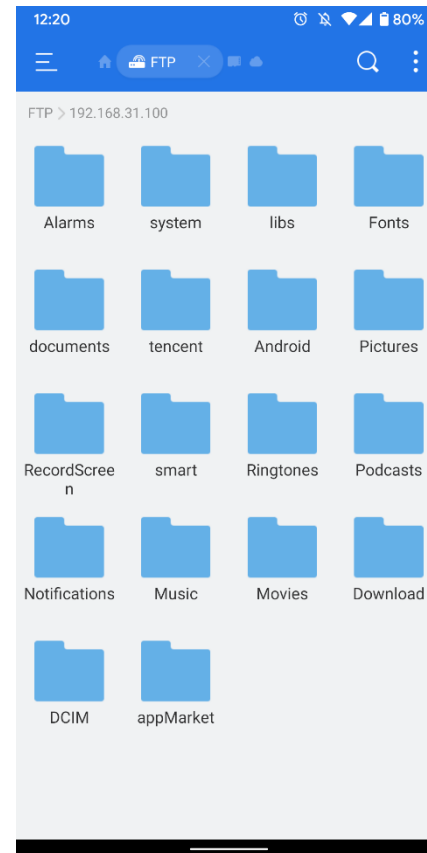 12:20 80%
FTP
FTP > 192.168.31.100
Alarms system libs Fonts
documents tencent Android Pictures
RecordScree smart Ringtones Podcasts
n
Notifications Music Movies Download
DCIM appMarket